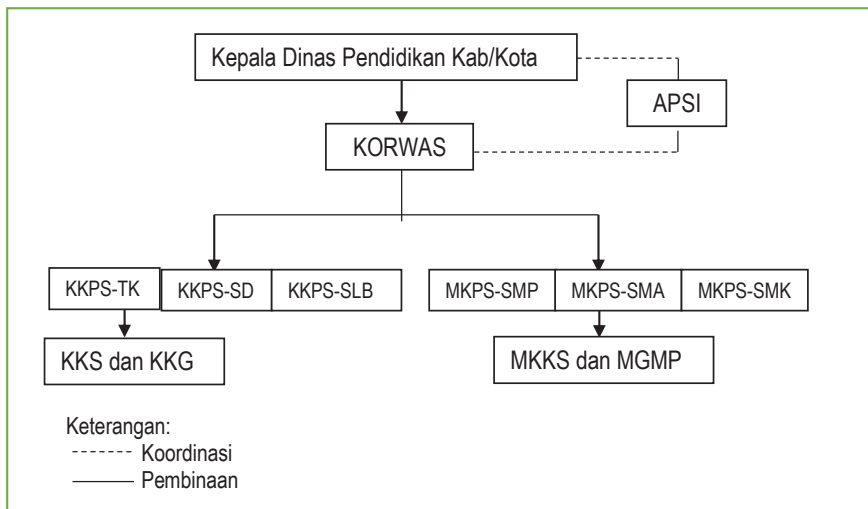 Kepala Dinas Pendidikan Kab/Kota
APSI
KORWAS
KKPS-TK KKPS-SD KKPS-SLB MKPS-SMP MKPS-SMA MKPS-SMK
KKS dan KKG MKKS dan MGMP
Keterangan:
Koordinasi
Pembinaan